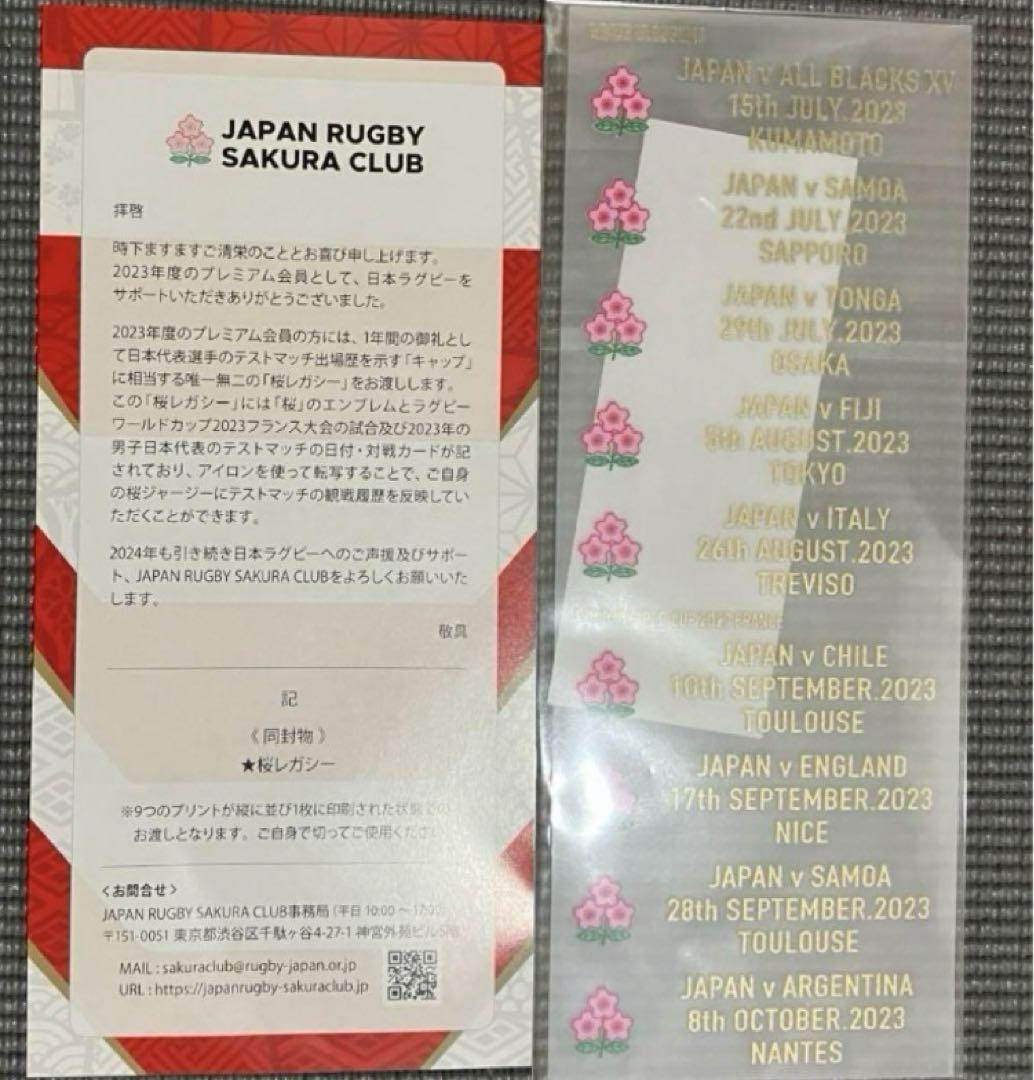 JAPAN RUGBY
SAKURA CLUB
拝啓
時下ますますご清栄のこととお喜び申し上げます。
2023年度のプレミアム会員として、日本ラグビーを
サポートいただきありがとうございました。
2023年度のプレミアム会員の方には、1年間の御礼とし
て日本代表選手のテストマッチ出場歴を示す「キャップ」
に相当する唯一無二の「桜レガシー」をお渡しします。
この「桜レガシー」には「桜」のエンブレムとラグビー
ワールドカップ2023フランス大会の試合及び2023年の
男子日本代表のテストマッチの日付・対戦カードが記
されており、アイロンを使って転写することで、ご自身
の桜ジャージーにテストマッチの観戦履歴を反映してい
ただくことができます。
2024年も引き続き日本ラグビーへのご声援及びサポー
ト、JAPAN RUGBY SAKURA CLUBをよろしくお願いいた
します。
敬具
記
《 同封物 》
★桜レガシー
※9つのプリントが縦に並び1枚に印刷された状態での
お渡しとなります。ご自身で切ってご使用ください
<お問合せ>
JAPAN RUGBY SAKURA CLUB事務局（平日 10:00 ～ 17:00）
〒151-0051 東京都渋谷区千駄ヶ谷4-27-1 神宮外苑ビル5階
MAIL : sakuraclub@rugby-japan.or.jp
URL : https://japanrugby-sakuraclub.jp
JAPAN v ALL BLACKS XV
15th JULY.2023
KUMAMOTO
JAPAN v SAMOA
22nd JULY.2023
SAPPORO
JAPAN v TONGA
29th JULY.2023
OSAKA
JAPAN v FIJI
5th AUGUST.2023
TOKYO
JAPAN v ITALY
26th AUGUST.2023
TREVISO
JAPAN v CHILE
10th SEPTEMBER.2023
TOULOUSE
JAPAN v ENGLAND
17th SEPTEMBER.2023
NICE
JAPAN v SAMOA
28th SEPTEMBER.2023
TOULOUSE
JAPAN v ARGENTINA
8th OCTOBER.2023
NANTES